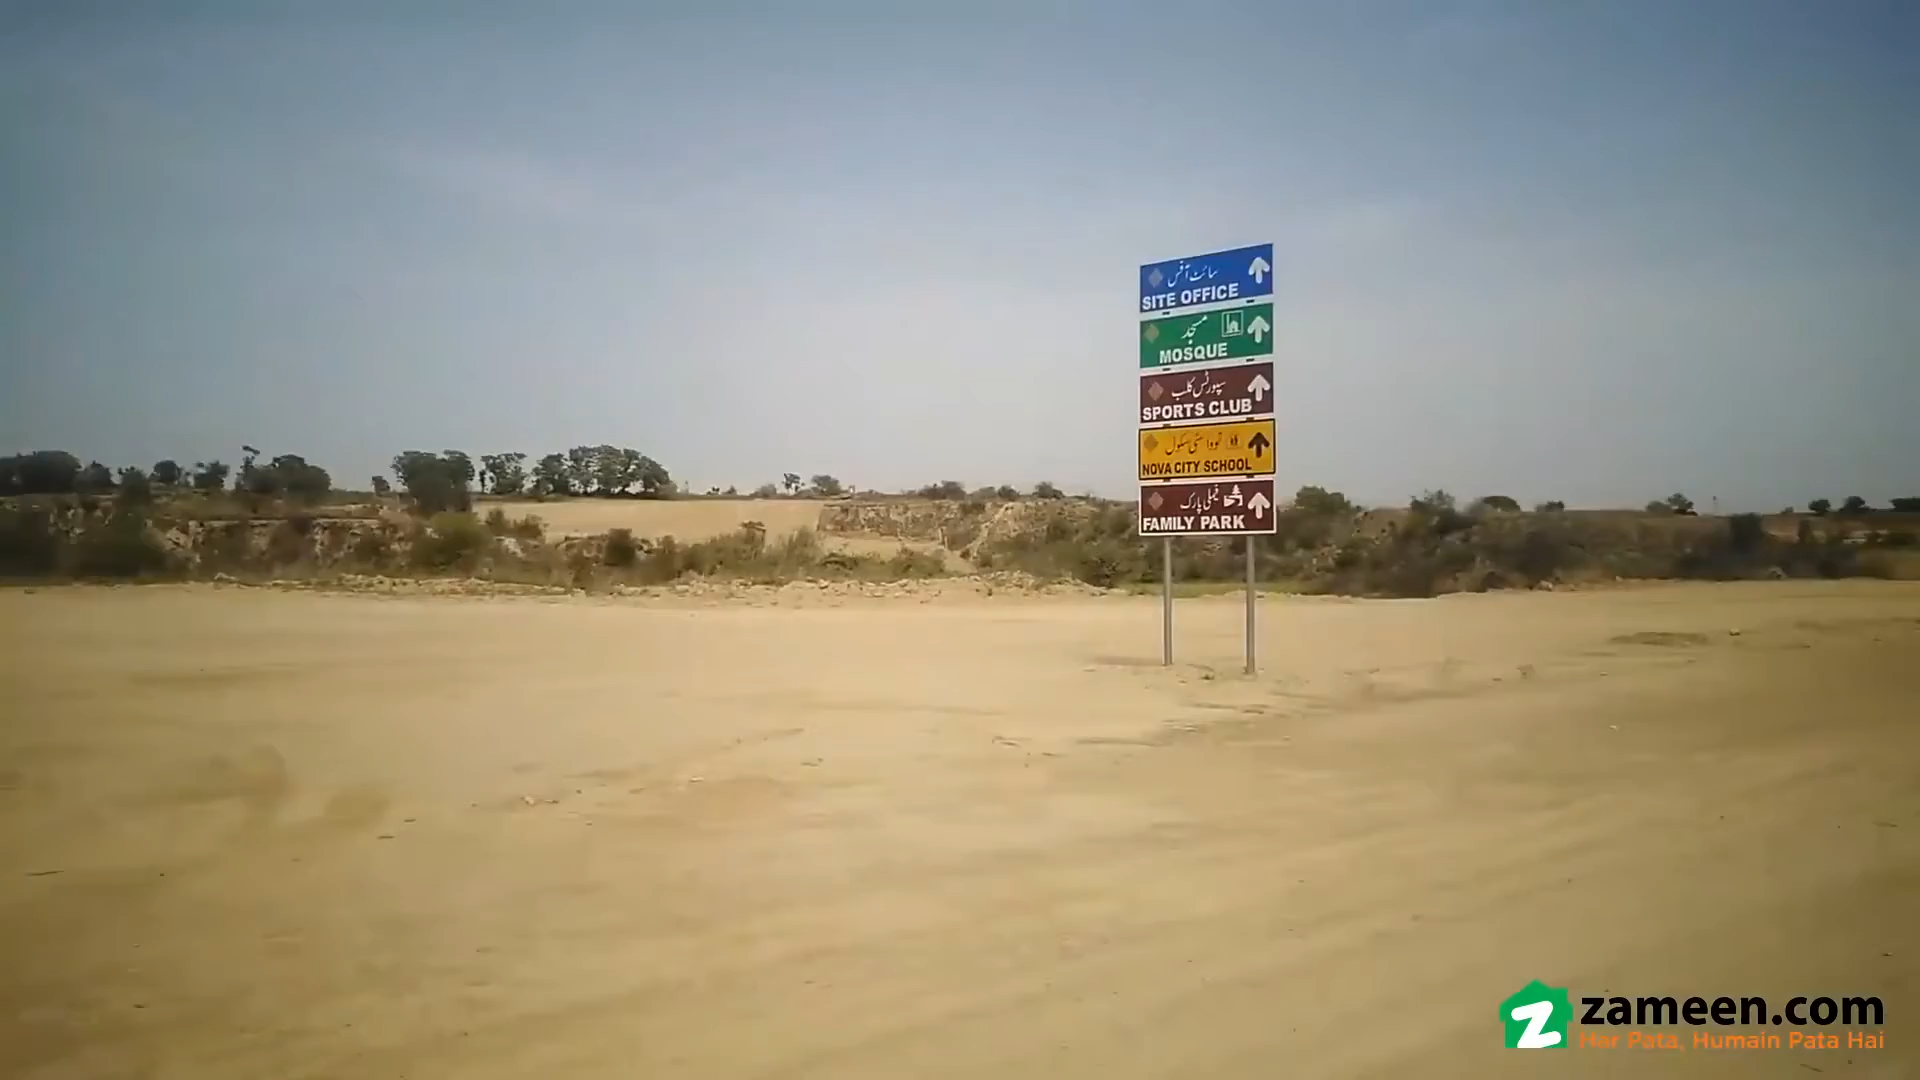 سائٹ آفس
SITE OFFICE
مسجد
MOSQUE
سپورٹس کلب
SPORTS CLUB
نووا سٹی سکول
NOVA CITY SCHOOL
فیملی پارک
FAMILY PARK
zameen.com
Har Pata, Humain Pata Hai